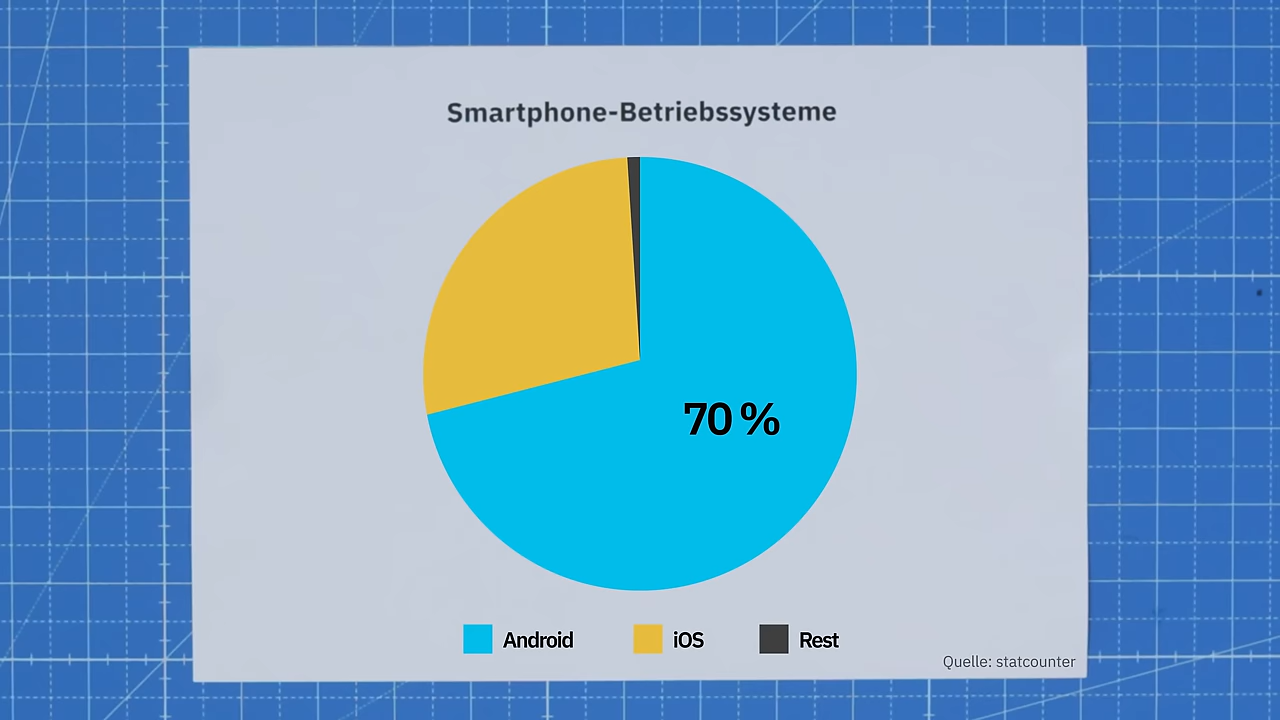 Smartphone-Betriebssysteme
70 %
Android
iOS
Rest
Quelle: statcounter